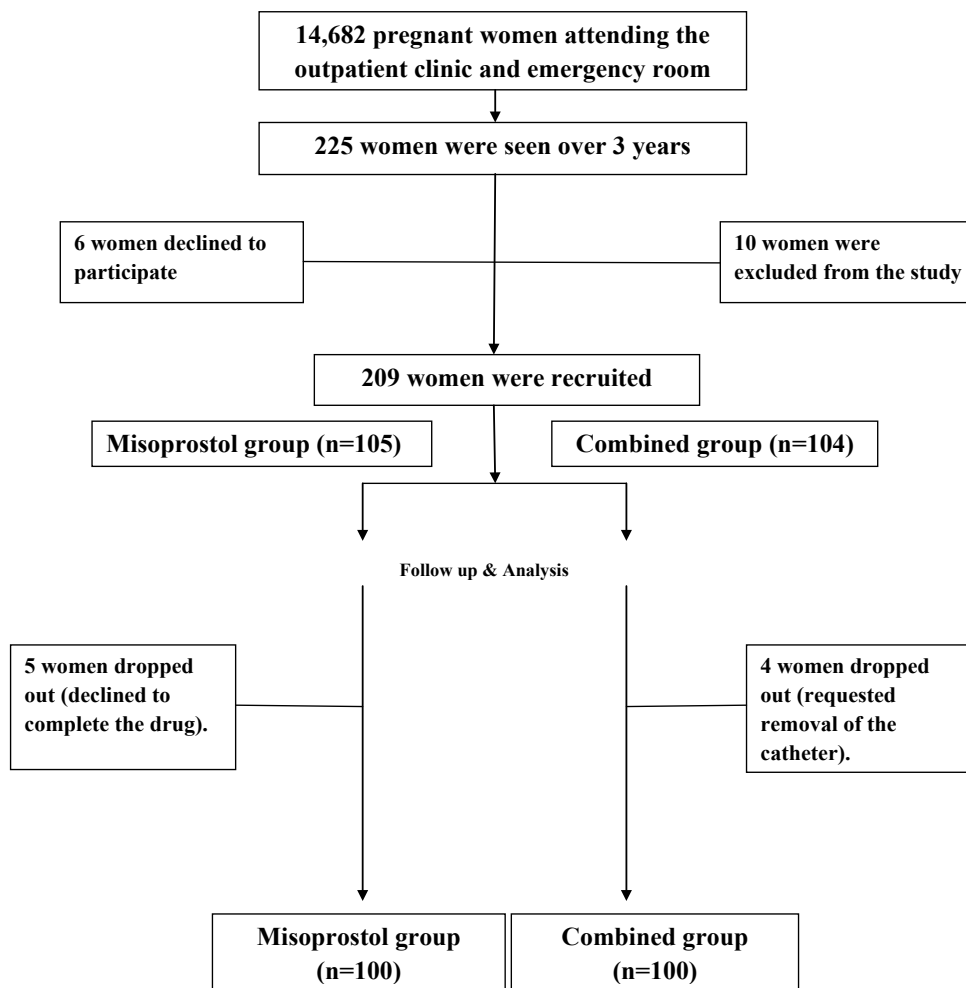 14,682 pregnant women attending the
outpatient clinic and emergency room
225 women were seen over 3 years
6 women declined to
participate
10 women were
excluded from the study
209 women were recruited
Misoprostol group (n=105)
Combined group (n=104)
Follow up & Analysis
5 women dropped
out (declined to
complete the drug).
4 women dropped
out (requested
removal of the
catheter).
Misoprostol group
(n=100)
Combined group
(n=100)